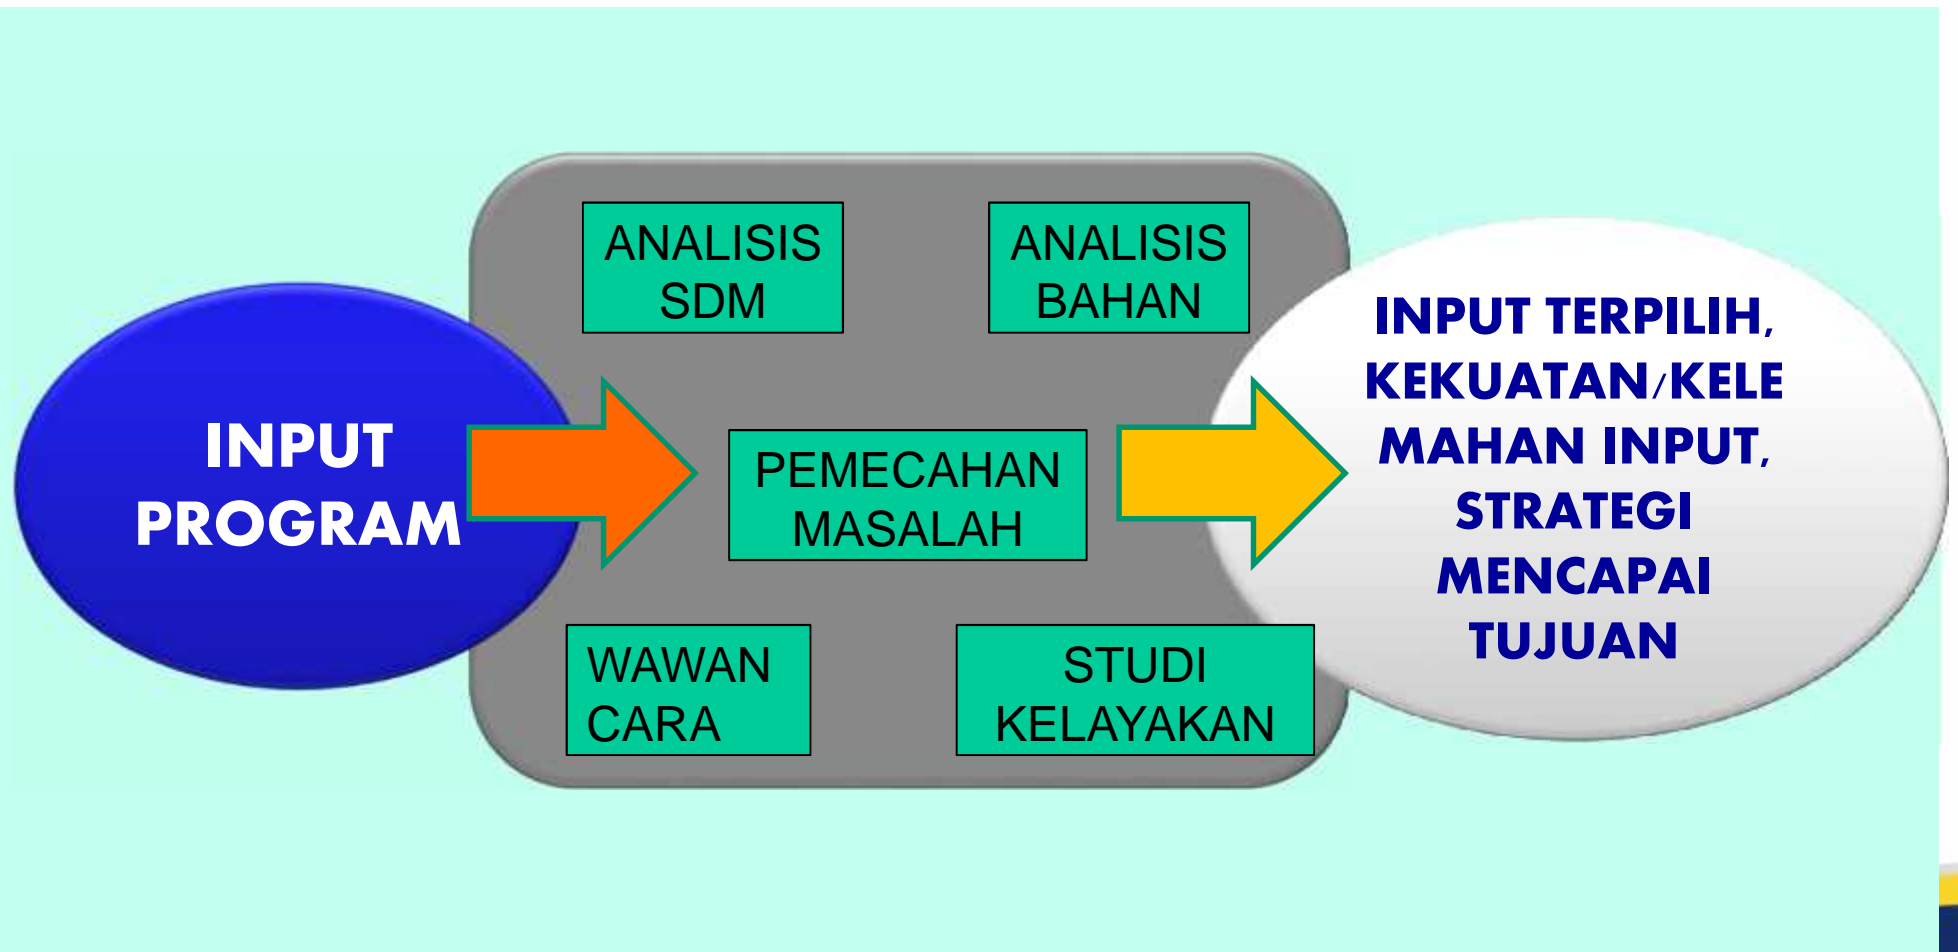 INPUT
PROGRAM
ANALISIS
SDM
ANALISIS
BAHAN
PEMECAHAN
MASALAH
WAWAN
CARA
STUDI
KELAYAKAN
INPUT TERPILIH,
KEKUATAN/KELE
MAHAN INPUT,
STRATEGI
MENCAPAI
TUJUAN